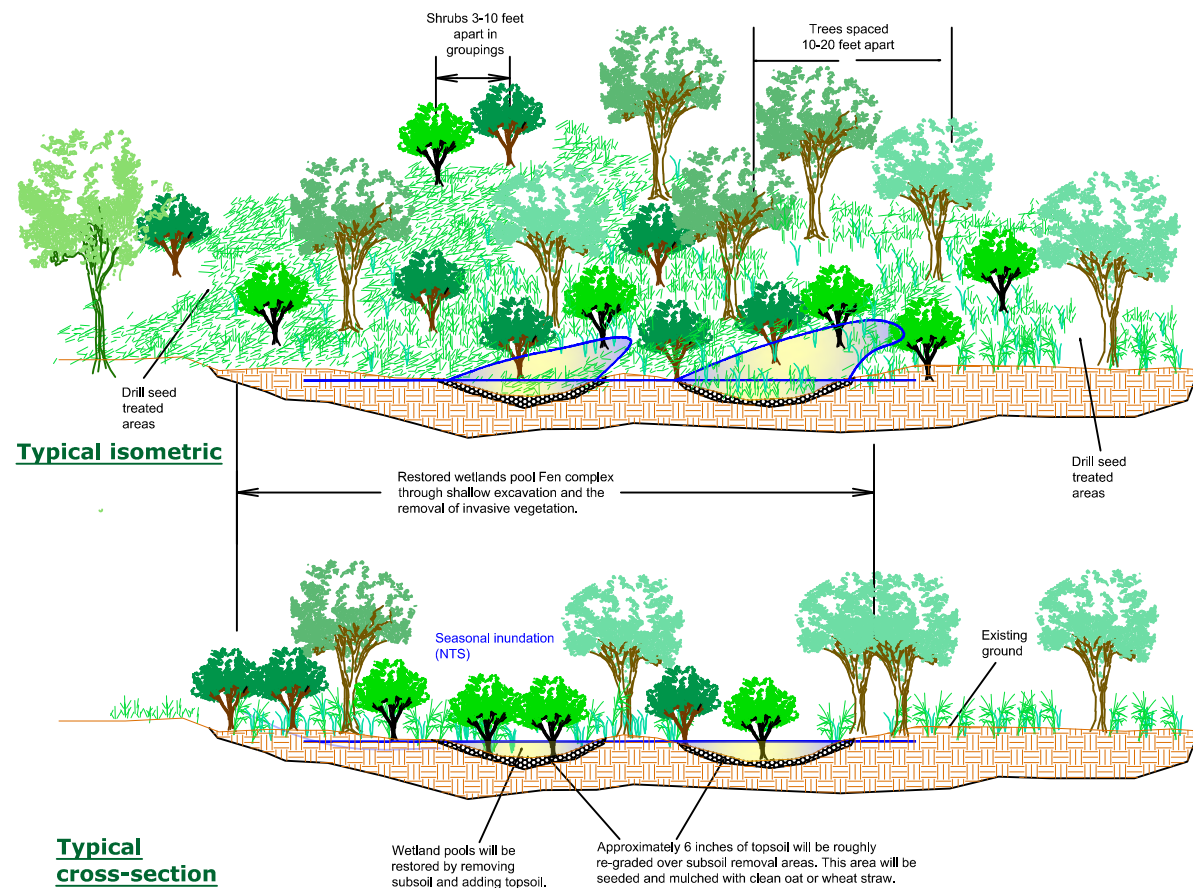 Shrubs 3-10 feet
apart in
groupings
Trees spaced
10-20 feet apart
Drill seed
treated
areas
Typical isometric
Drill seed
treated
areas
Restored wetlands pool Fen complex
through shallow excavation and the
removal of invasive vegetation.
Seasonal inundation
(NTS)
Existing
ground
Wetland pools will be
restored by removing
subsoil and adding topsoil.
Approximately 6 inches of topsoil will be roughly
re-graded over subsoil removal areas. This area will be
seeded and mulched with clean oat or wheat straw.
Typical
cross-section